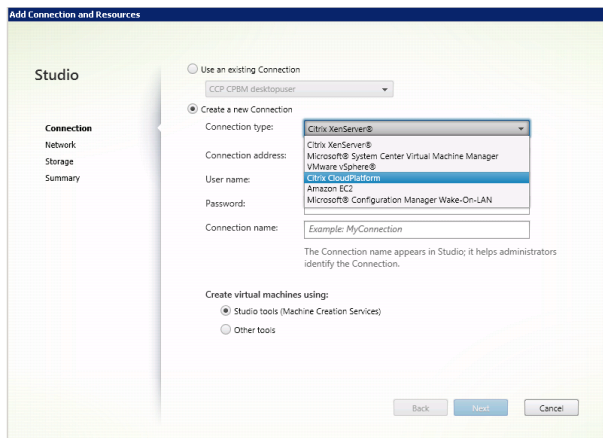 Add Connection and Resources
Studio
Connection
Network
Storage
Summary
Use an existing Connection
CCP CPBM desktopuser
Create a new Connection
Connection type:
Citrix XenServer®
Citrix XenServer®
Microsoft® System Center Virtual Machine Manager
VMware vSphere®
Citrix CloudPlatform
Amazon EC2
Microsoft® Configuration Manager Wake-On-LAN
Connection address:
User name:
Password:
Connection name:
Example: MyConnection
The Connection name appears in Studio; it helps administrators
identify the Connection.
Create virtual machines using:
Studio tools (Machine Creation Services)
Other tools
Back
Next
Cancel